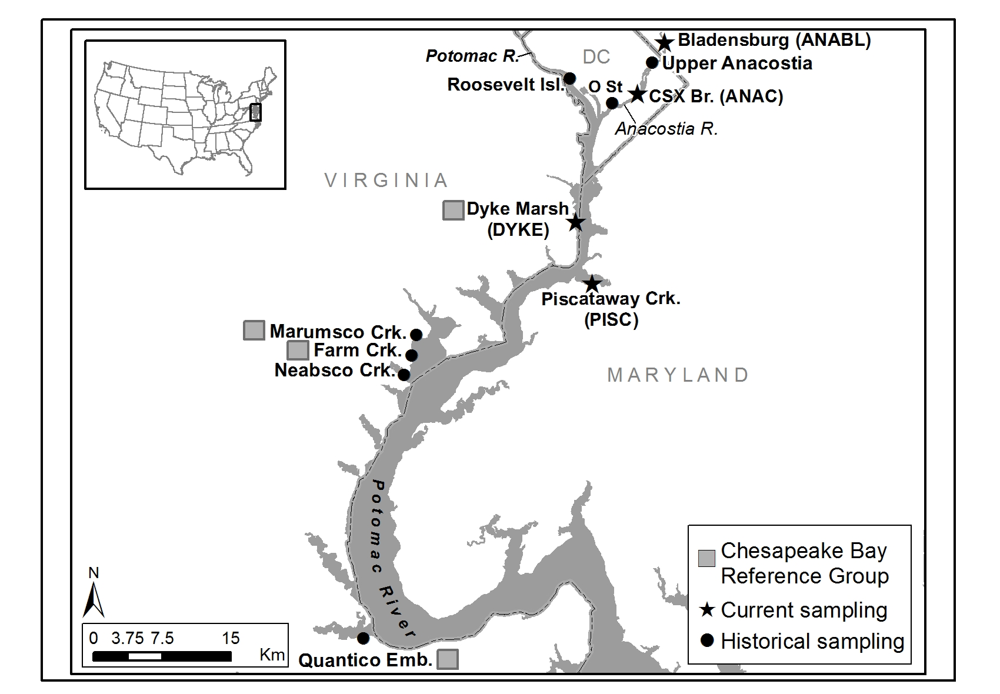 Bladensburg (ANABL)
Potomac R.
DC
Upper Anacostia
Roosevelt Isl.
O St
CSX Br. (ANAC)
Anacostia R.
VIRGINIA
Dyke Marsh
(DYKE)
Piscataway Crk.
(PISC)
Marumsco Crk.
Farm Crk.
Neabsco Crk.
MARYLAND
Potomac River
Chesapeake Bay
Reference Group
Current sampling
Historical sampling
N
0 3.75 7.5 15
Km
Quantico Emb.